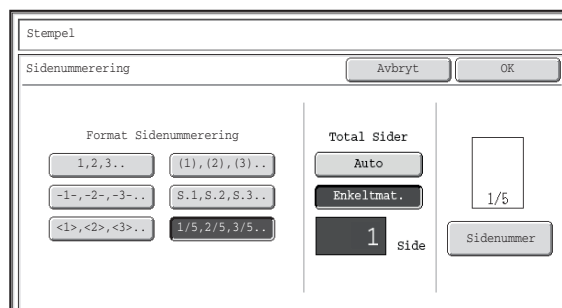 Stempel
Sidenummerering
Avbryt
OK
Format Sidenummerering
1,2,3..
(1),(2),(3)..
-1-,-2-,-3-..
S.1,S.2,S.3..
<1>,<2>,<3>..
1/5,2/5,3/5..
Total Sider
Auto
Enkeltmat.
1 Side
1/5
Sidenummer